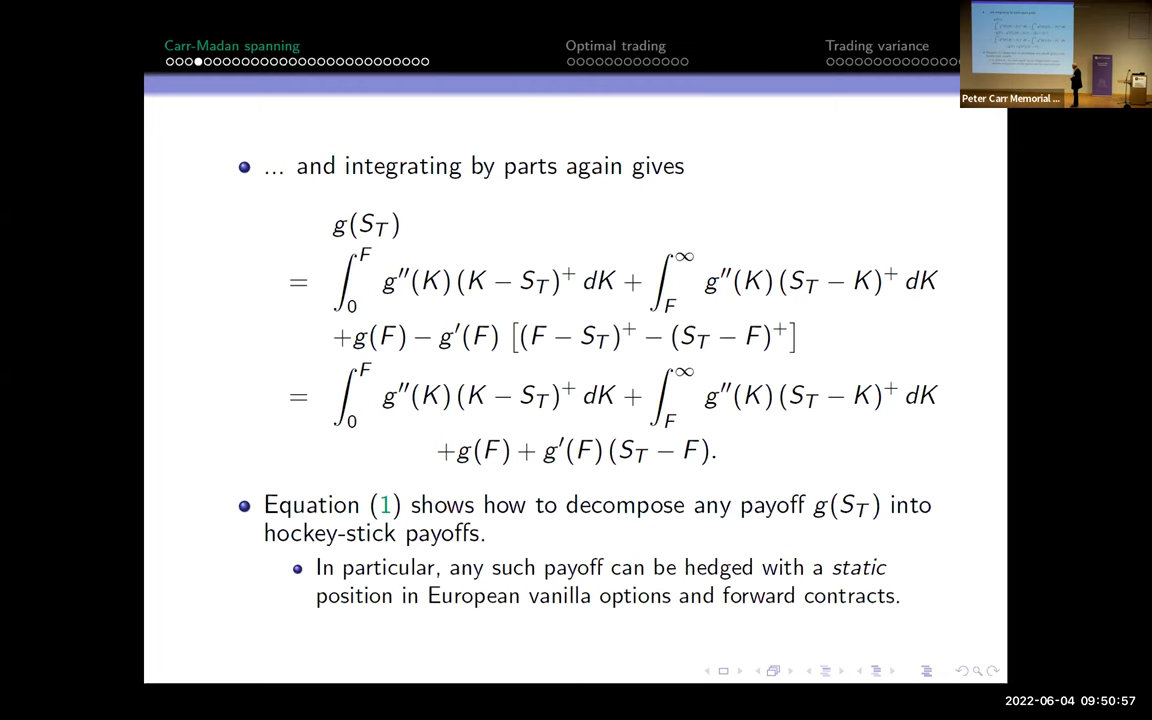 Carr-Madan spanning Optimal trading Trading variance
Peter Carr Memorial ...
... and integrating by parts again gives
g(S_T)
= ∫_0^F g″(K) (K − S_T)^+ dK + ∫_F^∞ g″(K) (S_T − K)^+ dK
+g(F) − g′(F) [(F − S_T)^+ − (S_T − F)^+]
= ∫_0^F g″(K) (K − S_T)^+ dK + ∫_F^∞ g″(K) (S_T − K)^+ dK
+g(F) + g′(F) (S_T − F).
Equation (1) shows how to decompose any payoff g(S_T) into
hockey-stick payoffs.
In particular, any such payoff can be hedged with a static
position in European vanilla options and forward contracts.
2022-06-04 09:50:57